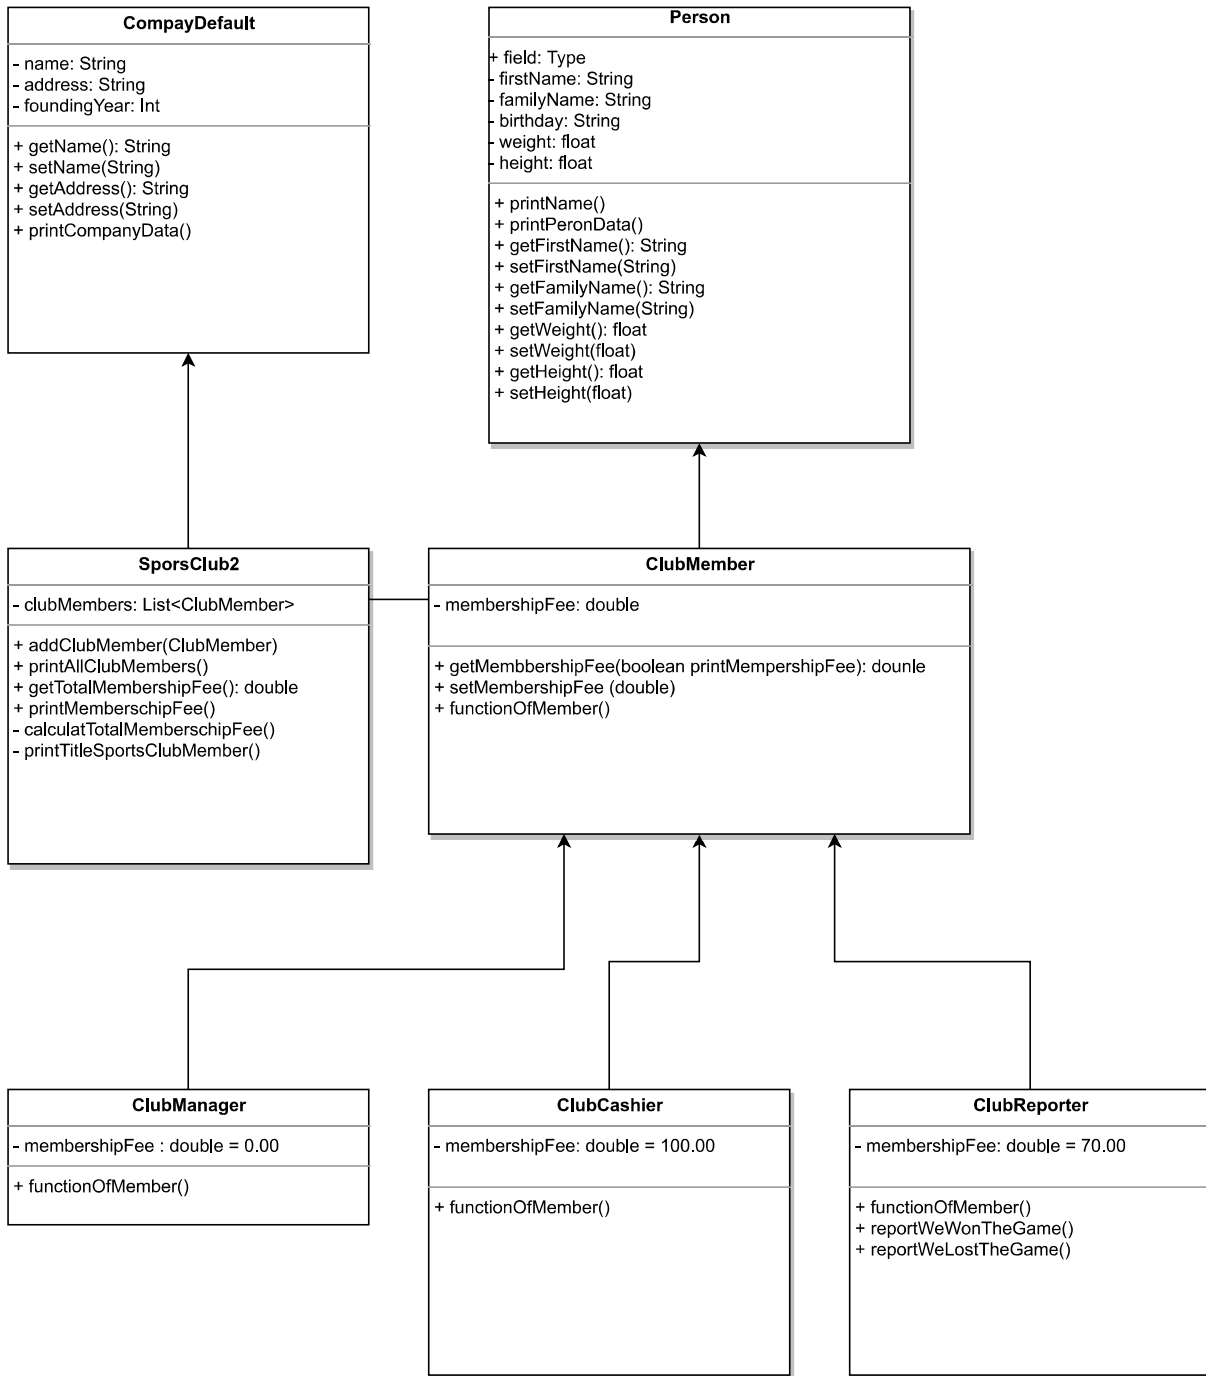 CompayDefault
- name: String
- address: String
- foundingYear: Int
+ getName(): String
+ setName(String)
+ getAddress(): String
+ setAddress(String)
+ printCompanyData()
Person
+ field: Type
- firstName: String
- familyName: String
- birthday: String
- weight: float
- height: float
+ printName()
+ printPeronData()
+ getFirstName(): String
+ setFirstName(String)
+ getFamilyName(): String
+ setFamilyName(String)
+ getWeight(): float
+ setWeight(float)
+ getHeight(): float
+ setHeight(float)
SporsClub2
- clubMembers: List<ClubMember>
+ addClubMember(ClubMember)
+ printAllClubMembers()
+ getTotalMembershipFee(): double
+ printMemberschipFee()
- calculatTotalMemberschipFee()
- printTitleSportsClubMember()
ClubMember
- membershipFee: double
+ getMembbershipFee(boolean printMempershipFee): dounle
+ setMembershipFee (double)
+ functionOfMember()
ClubManager
- membershipFee : double = 0.00
+ functionOfMember()
ClubCashier
- membershipFee: double = 100.00
+ functionOfMember()
ClubReporter
- membershipFee: double = 70.00
+ functionOfMember()
+ reportWeWonTheGame()
+ reportWeLostTheGame()